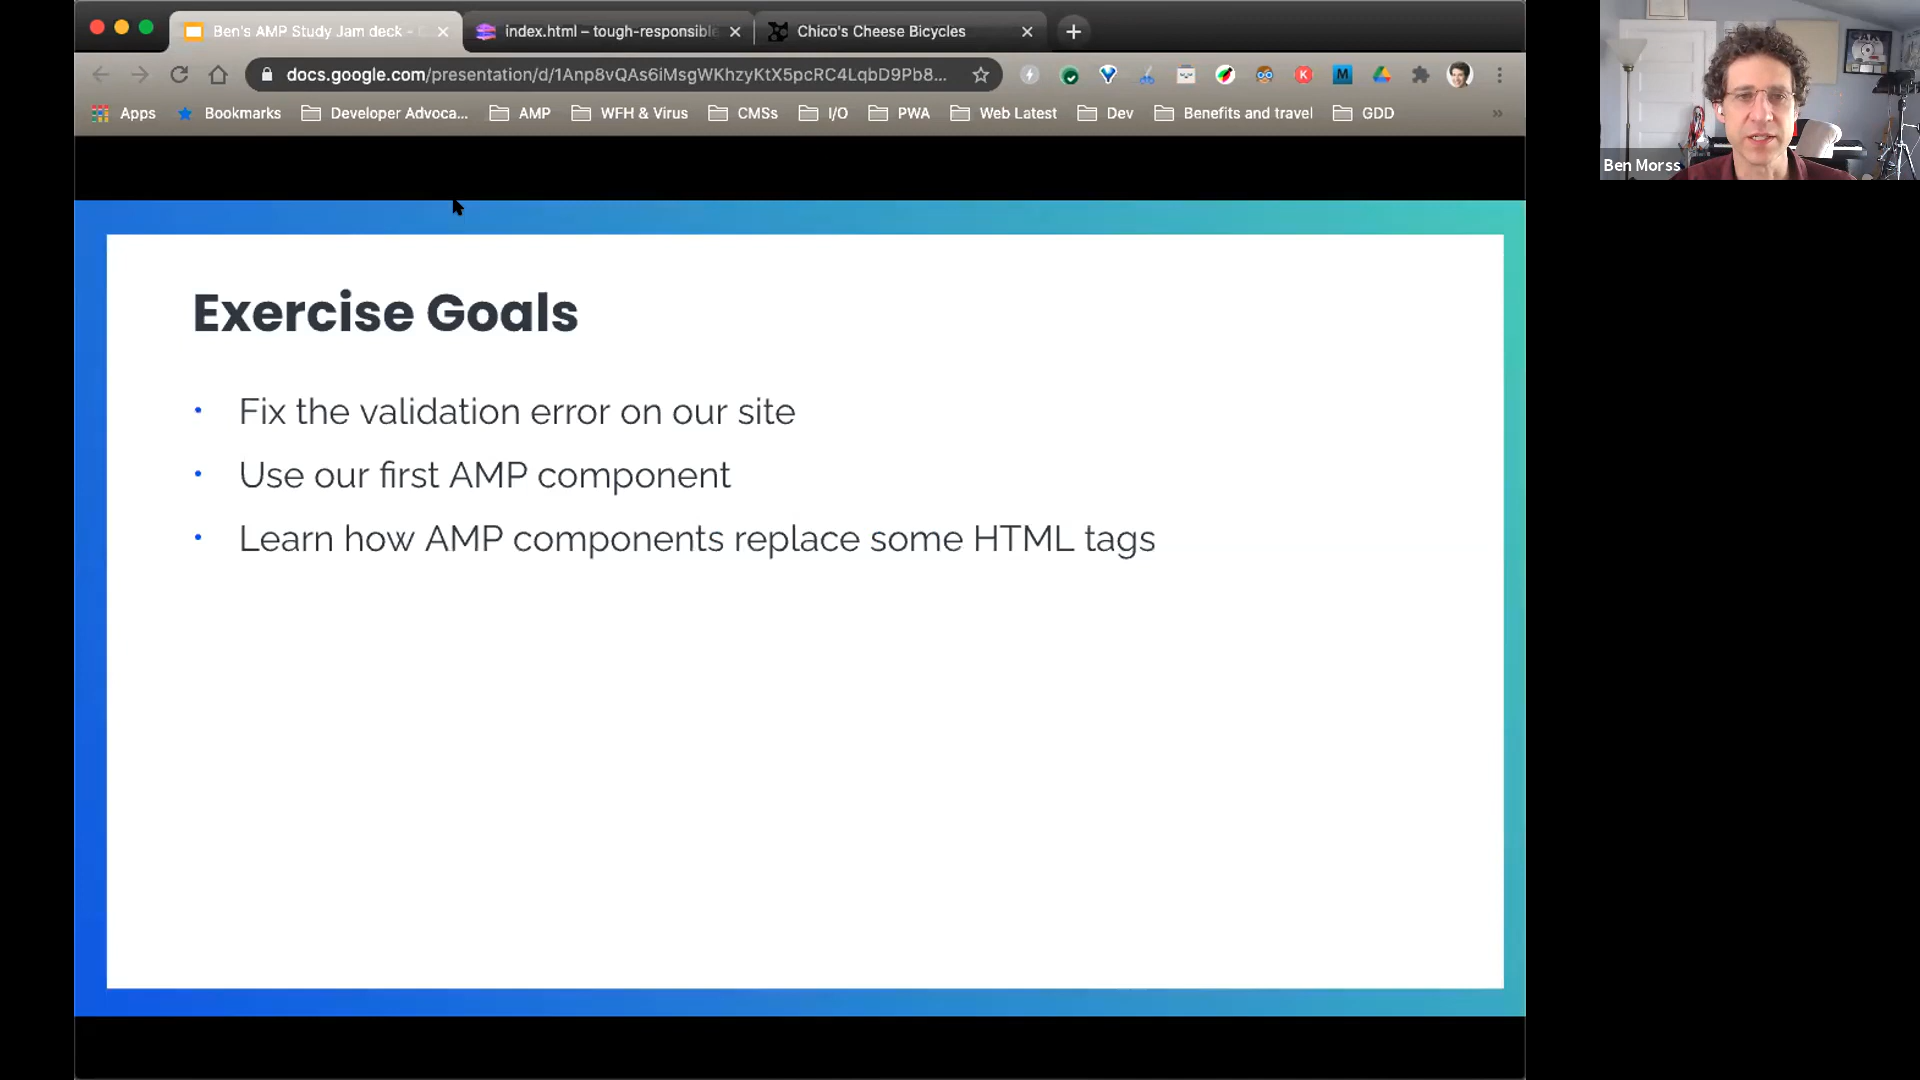 Ben's AMP Study Jam deck -
index.html – tough-responsible
Chico's Cheese Bicycles
docs.google.com/presentation/d/1Anp8vQAs6iMsgWKhzyKtX5pcRC4LqbD9Pb8...
K
M
Apps
Bookmarks
Developer Advoca...
AMP
WFH & Virus
CMSs
I/O
PWA
Web Latest
Dev
Benefits and travel
GDD
»
Ben Morss
Exercise Goals
• Fix the validation error on our site
• Use our first AMP component
• Learn how AMP components replace some HTML tags